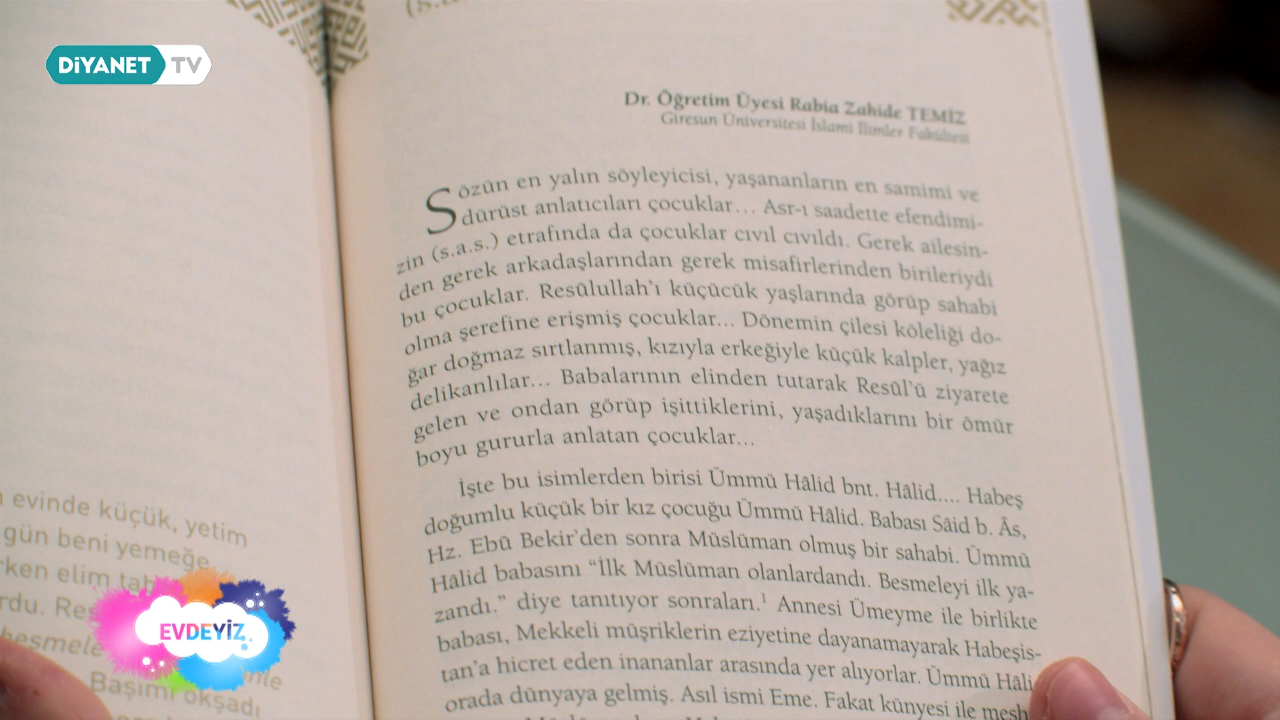 DİYANET TV
(s.a.
Dr. Öğretim Üyesi Rabia Zahide TEMİZ
Giresun Üniversitesi İslami İlimler Fakültesi
Sözün en yalın söyleyicisi, yaşananların en samimi ve
dürüst anlatıcıları çocuklar… Asr-ı saadette efendimi-
zin (s.a.s.) etrafında da çocuklar cıvıl cıvıldı. Gerek ailesin-
den gerek arkadaşlarından gerek misafirlerinden birileriydi
bu çocuklar. Resûlullah’ı küçücük yaşlarında görüp sahabi
olma şerefine erişmiş çocuklar… Dönemin çilesi köleliği do-
ğar doğmaz sırtlanmış, kızıyla erkeğiyle küçük kalpler, yağız
delikanlılar… Babalarının elinden tutarak Resûl’ü ziyarete
gelen ve ondan görüp işittiklerini, yaşadıklarını bir ömür
boyu gururla anlatan çocuklar…
İşte bu isimlerden birisi Ümmü Hâlid bnt. Hâlid.... Habeş
doğumlu küçük bir kız çocuğu Ümmü Hâlid. Babası Sâid b. Âs,
Hz. Ebû Bekir’den sonra Müslüman olmuş bir sahabi. Ümmü
Hâlid babasını “İlk Müslüman olanlardandı. Besmeleyi ilk ya-
zandı.” diye tanıtıyor sonraları.¹ Annesi Ümeyme ile birlikte
babası, Mekkeli müşriklerin eziyetine dayanamayarak Habeşis-
tan’a hicret eden inananlar arasında yer alıyorlar. Ümmü Hâli
orada dünyaya gelmiş. Asıl ismi Eme. Fakat künyesi ile mesh
evinde küçük, yetim
gün beni yemeğe
rken elim tab
rdu. Res
besmele
Başımı okşadı
EVDEYİZ